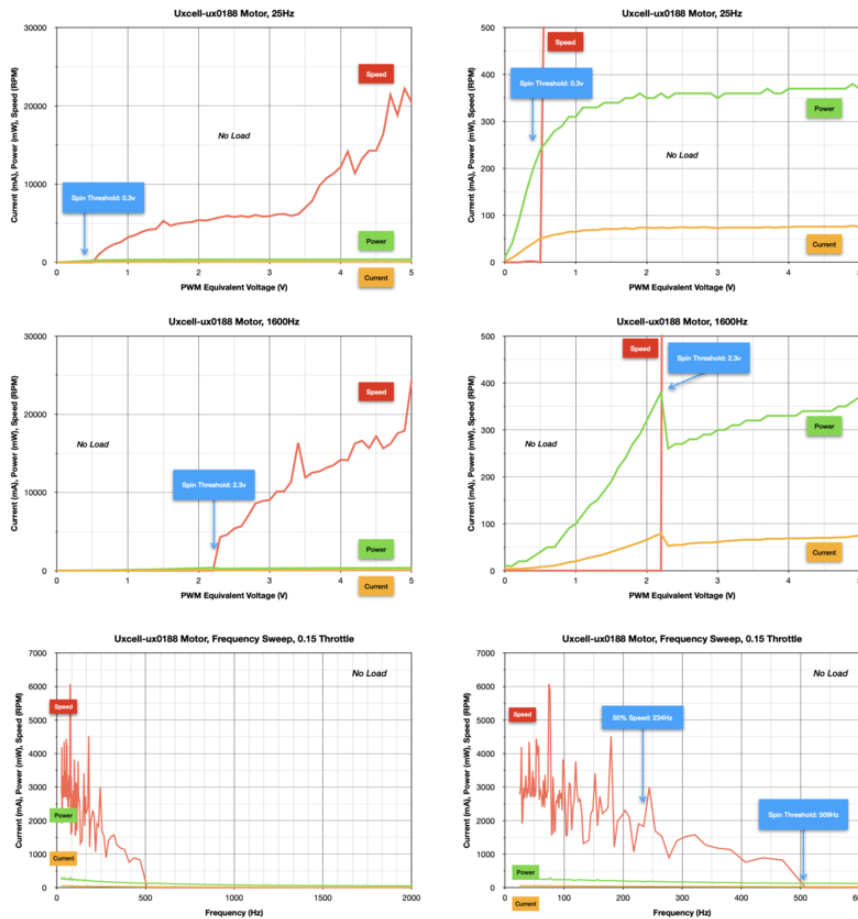 Uxcell-ux0188 Motor, 25Hz
Current (mA), Power (mW), Speed (RPM)
30000
20000
10000
0
Speed
No Load
Spin Threshold: 0.3v
Power
Current
0 1 2 3 4 5
PWM Equivalent Voltage (V)
Uxcell-ux0188 Motor, 25Hz
Current (mA), Power (mW), Speed (RPM)
500
400
300
200
100
0
Speed
Spin Threshold: 0.3v
Power
No Load
Current
0 1 2 3 4
PWM Equivalent Voltage (V)
Uxcell-ux0188 Motor, 1600Hz
Current (mA), Power (mW), Speed (RPM)
30000
20000
10000
0
Speed
No Load
Spin Threshold: 2.3v
Power
Current
0 1 2 3 4 5
PWM Equivalent Voltage (V)
Uxcell-ux0188 Motor, 1600Hz
Current (mA), Power (mW), Speed (RPM)
500
400
300
200
100
0
Speed
Spin Threshold: 2.3v
Power
No Load
Current
0 1 2 3 4
PWM Equivalent Voltage (V)
Uxcell-ux0188 Motor, Frequency Sweep, 0.15 Throttle
Current (mA), Power (mW), Speed (RPM)
7000
6000
5000
4000
3000
2000
1000
0
No Load
Speed
Power
Current
0 500 1000 1500 2000
Frequency (Hz)
Uxcell-ux0188 Motor, Frequency Sweep, 0.15 Throttle
Current (mA), Power (mW), Speed (RPM)
7000
6000
5000
4000
3000
2000
1000
0
No Load
Speed
50% Speed: 234Hz
Spin Threshold: 509Hz
Power
Current
0 100 200 300 400 500
Frequency (Hz)